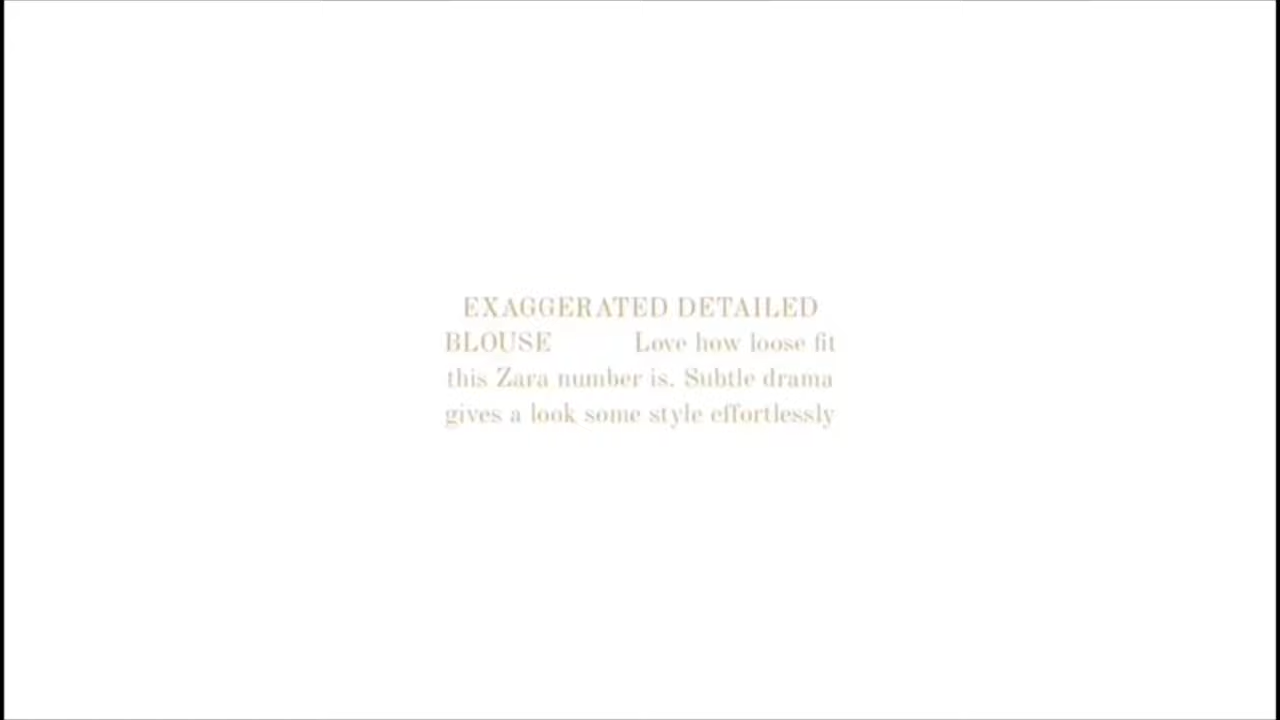 EXAGGERATED DETAILED
BLOUSE Love how loose fit
this Zara number is. Subtle drama
gives a look some style effortlessly